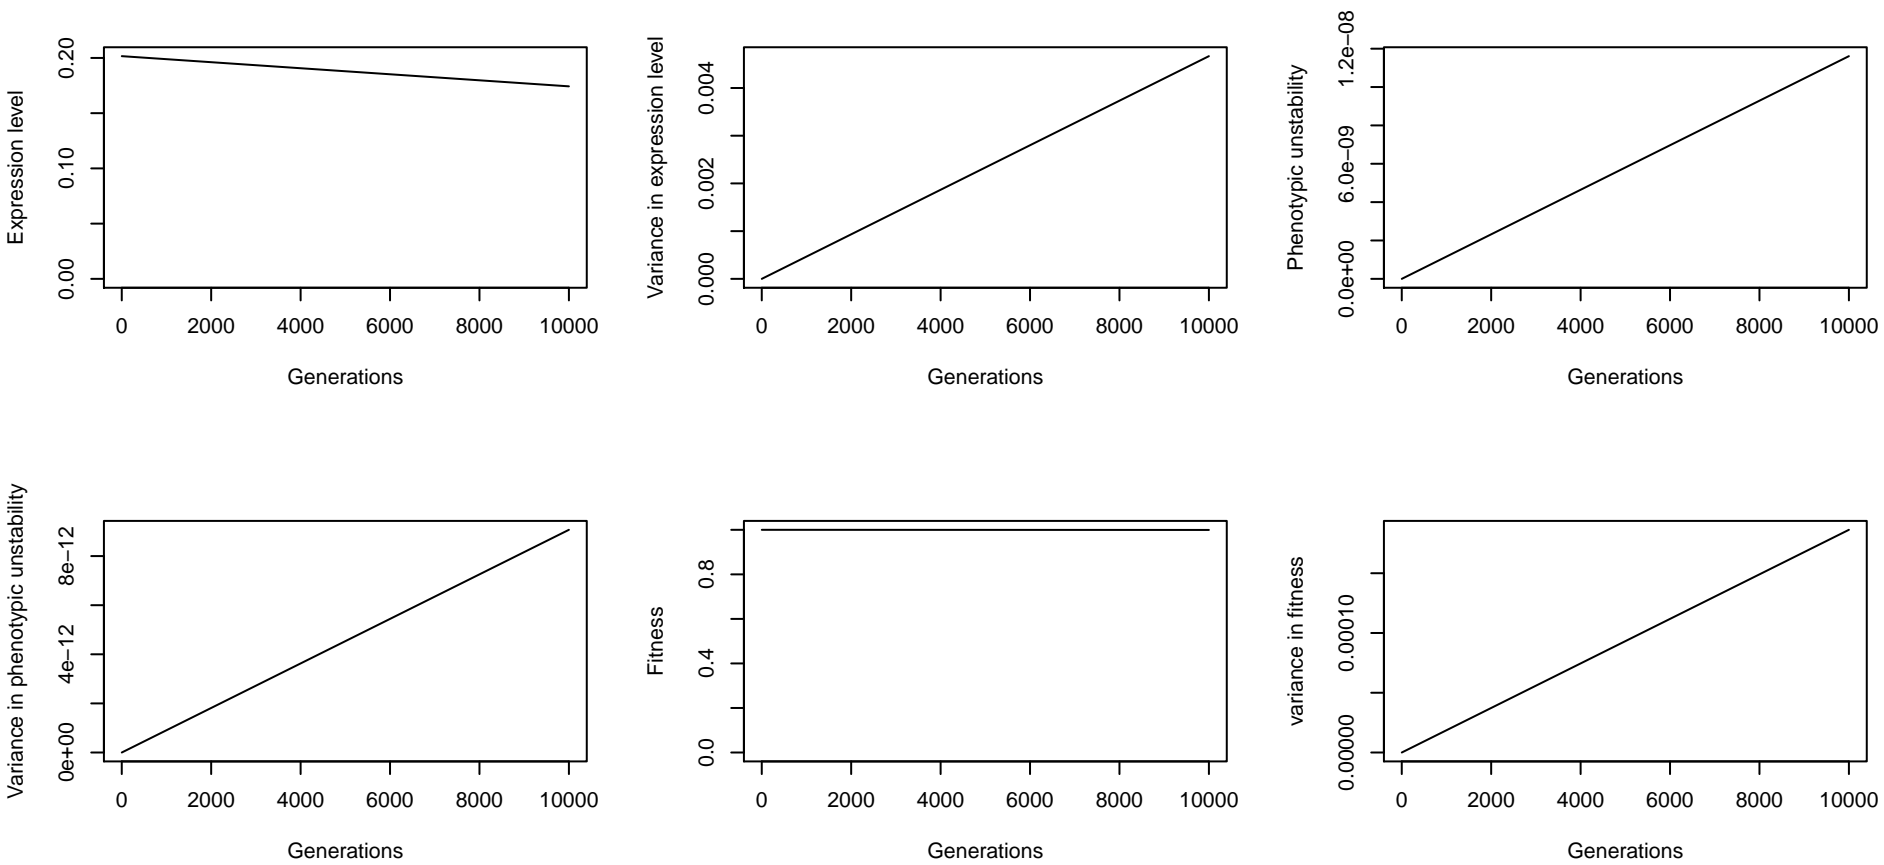 Expression level
0.20
0.10
0.00
0 2000 4000 6000 8000 10000
Generations
Variance in expression level
0.004
0.002
0.000
0 2000 4000 6000 8000 10000
Generations
Phenotypic unstability
1.2e−08
6.0e−09
0.0e+00
0 2000 4000 6000 8000 10000
Generations
Variance in phenotypic unstability
8e−12
4e−12
0e+00
0 2000 4000 6000 8000 10000
Generations
Fitness
0.8
0.4
0.0
0 2000 4000 6000 8000 10000
Generations
variance in fitness
0.00010
0.00000
0 2000 4000 6000 8000 10000
Generations